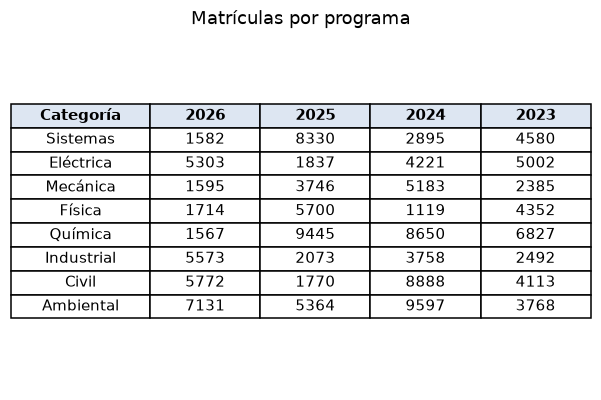 Matrículas por programa
Categoría 2026 2025 2024 2023
Sistemas 1582 8330 2895 4580
Eléctrica 5303 1837 4221 5002
Mecánica 1595 3746 5183 2385
Física 1714 5700 1119 4352
Química 1567 9445 8650 6827
Industrial 5573 2073 3758 2492
Civil 5772 1770 8888 4113
Ambiental 7131 5364 9597 3768